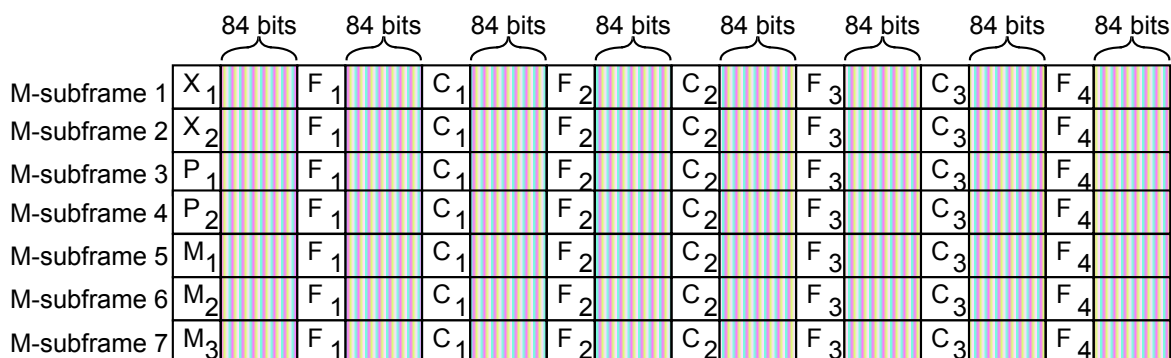 84 bits 84 bits 84 bits 84 bits 84 bits 84 bits 84 bits 84 bits
M-subframe 1 X1 F1 C1 F2 C2 F3 C3 F4
M-subframe 2 X2 F1 C1 F2 C2 F3 C3 F4
M-subframe 3 P1 F1 C1 F2 C2 F3 C3 F4
M-subframe 4 P2 F1 C1 F2 C2 F3 C3 F4
M-subframe 5 M1 F1 C1 F2 C2 F3 C3 F4
M-subframe 6 M2 F1 C1 F2 C2 F3 C3 F4
M-subframe 7 M3 F1 C1 F2 C2 F3 C3 F4